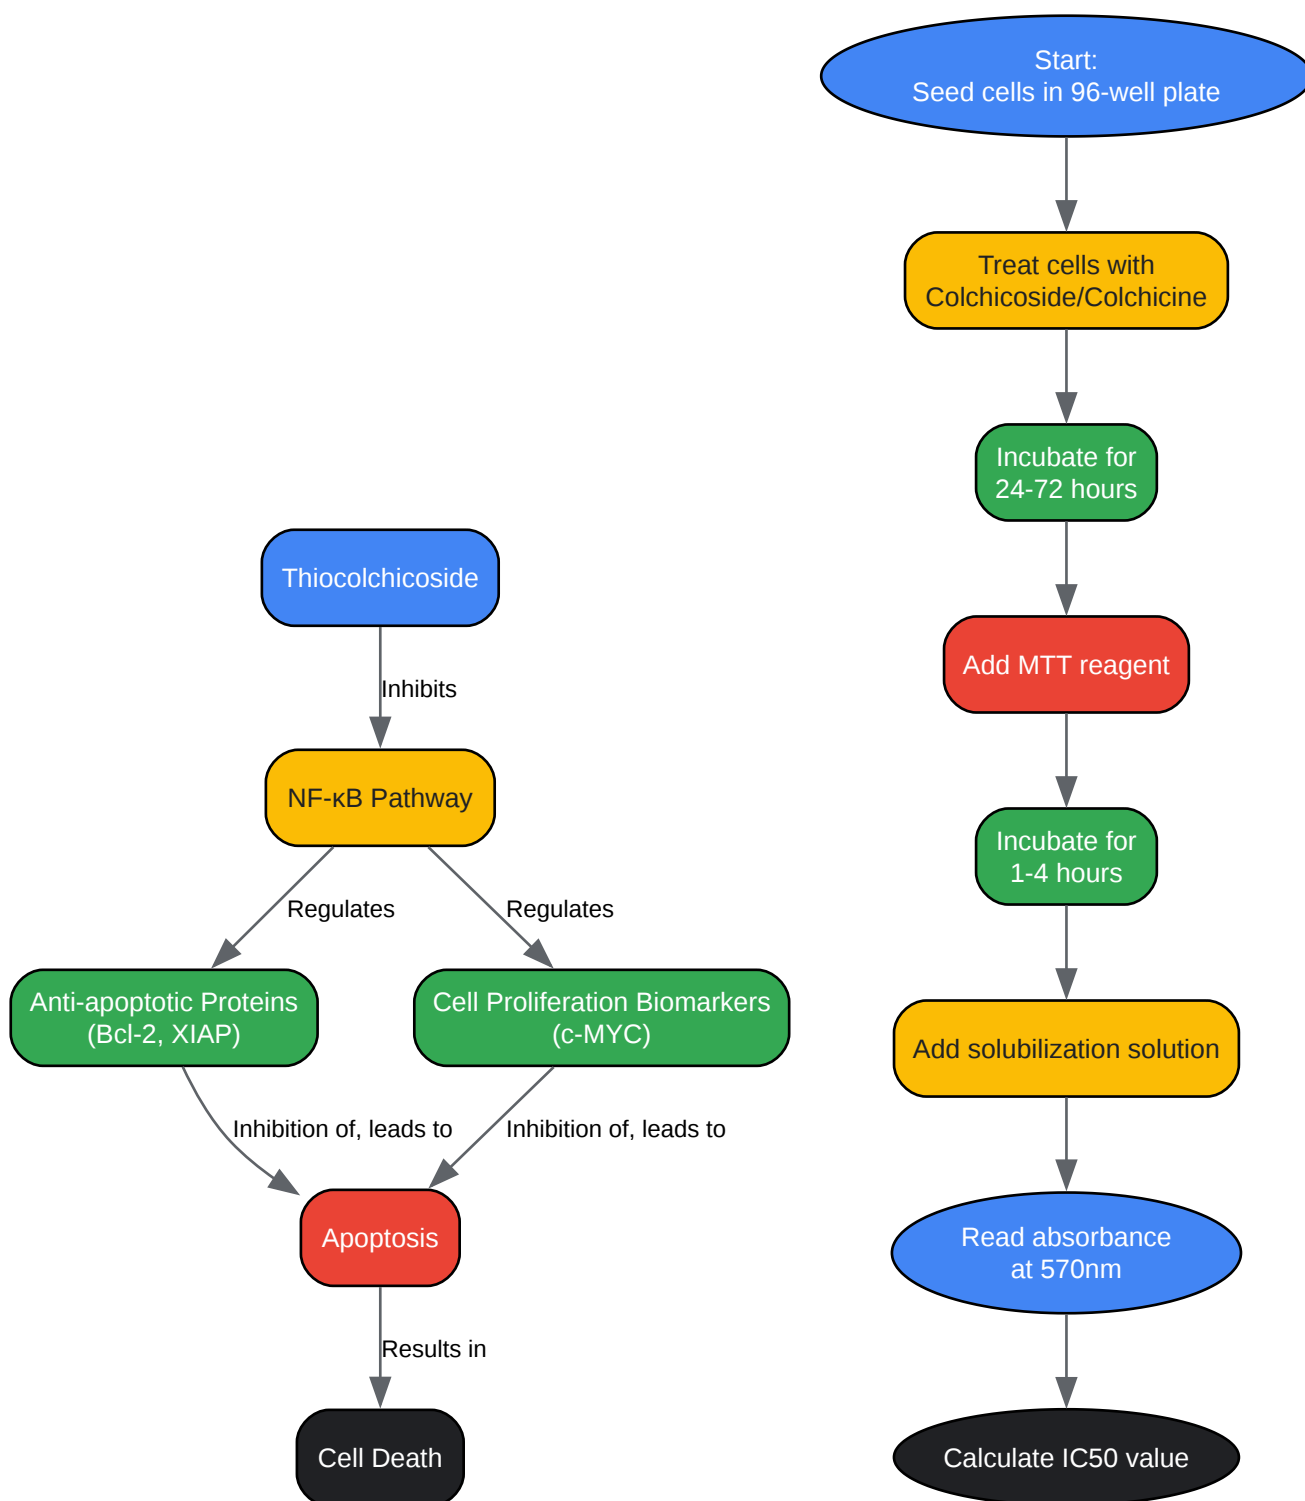 Thiocolchicoside
Inhibits
NF-κB Pathway
Regulates
Regulates
Anti-apoptotic Proteins
(Bcl-2, XIAP)
Cell Proliferation Biomarkers
(c-MYC)
Inhibition of, leads to
Inhibition of, leads to
Apoptosis
Results in
Cell Death
Start:
Seed cells in 96-well plate
Treat cells with
Colchicoside/Colchicine
Incubate for
24-72 hours
Add MTT reagent
Incubate for
1-4 hours
Add solubilization solution
Read absorbance
at 570nm
Calculate IC50 value